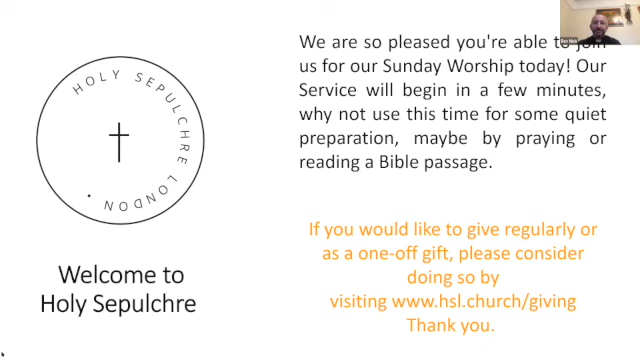 HOLY SEPULCHRE LONDON •
Welcome to
Holy Sepulchre
We are so pleased you're able to join
us for our Sunday Worship today! Our
Service will begin in a few minutes,
why not use this time for some quiet
preparation, maybe by praying or
reading a Bible passage.
If you would like to give regularly or
as a one-off gift, please consider
doing so by
visiting www.hsl.church/giving
Thank you.